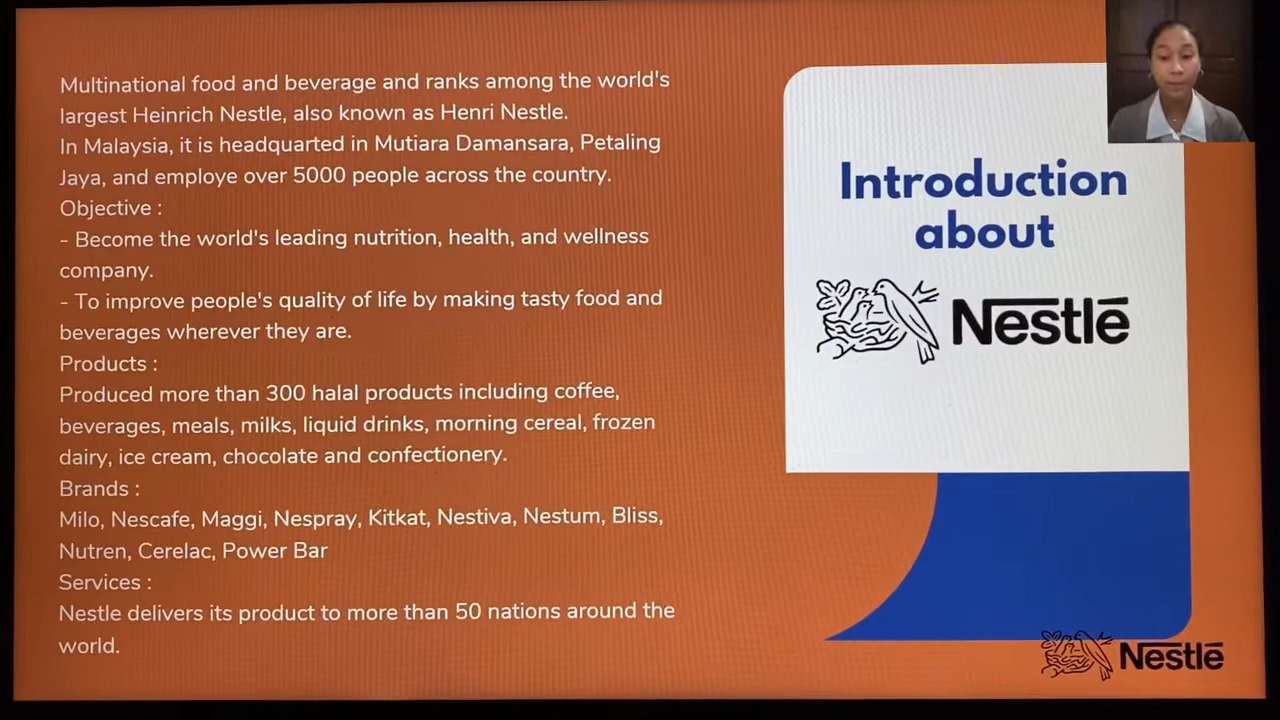 Multinational food and beverage and ranks among the world's
largest Heinrich Nestle, also known as Henri Nestle.
In Malaysia, it is headquarted in Mutiara Damansara, Petaling
Jaya, and employe over 5000 people across the country.
Objective :
- Become the world's leading nutrition, health, and wellness
company.
- To improve people's quality of life by making tasty food and
beverages wherever they are.
Products :
Produced more than 300 halal products including coffee,
beverages, meals, milks, liquid drinks, morning cereal, frozen
dairy, ice cream, chocolate and confectionery.
Brands :
Milo, Nescafe, Maggi, Nespray, Kitkat, Nestiva, Nestum, Bliss,
Nutren, Cerelac, Power Bar
Services :
Nestle delivers its product to more than 50 nations around the
world.
Introduction
about
Nestlē
Nestlē